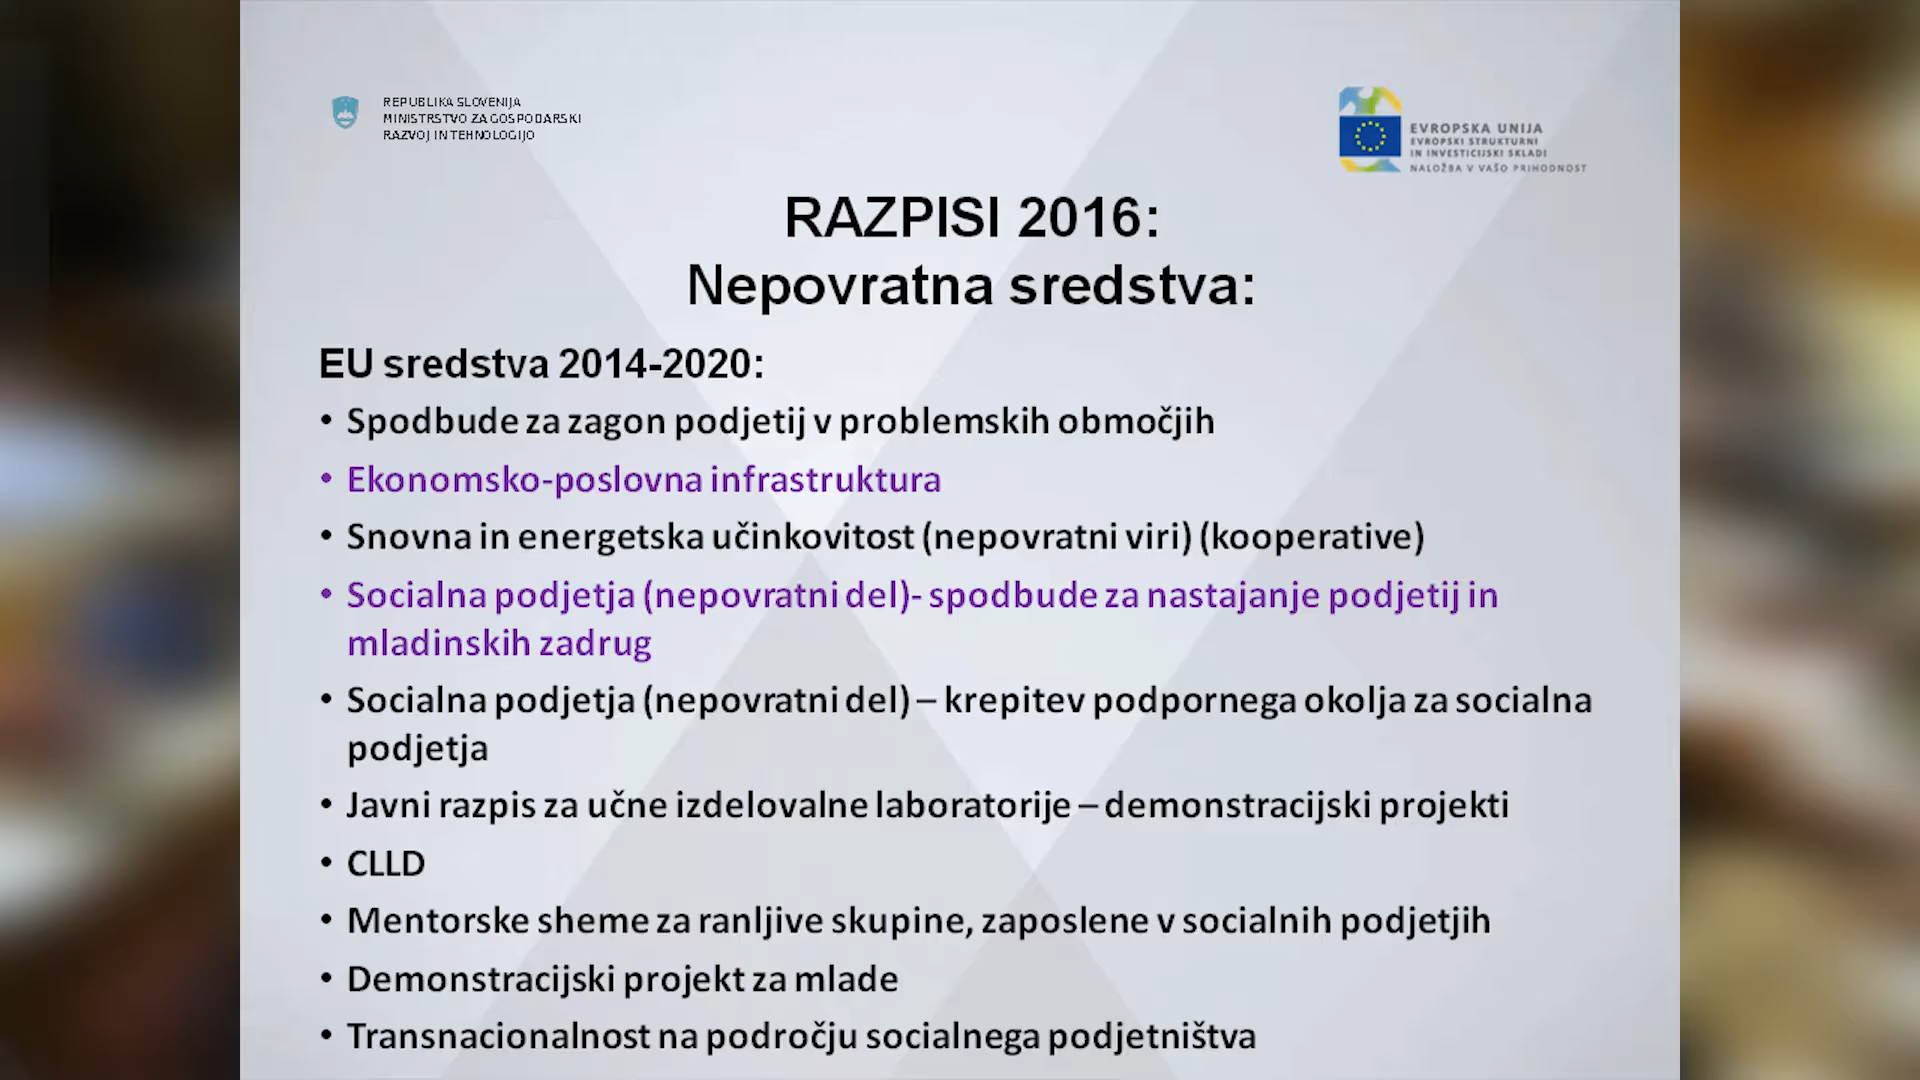 REPUBLIKA SLOVENIJA
MINISTRSTVO ZA GOSPODARSKI
RAZVOJ IN TEHNOLOGIJO
EVROPSKA UNIJA
EVROPSKI STRUKTURNI
IN INVESTICIJSKI SKLADI
NALOŽBA V VAŠO PRIHODNOST
RAZPISI 2016:
Nepovratna sredstva:
EU sredstva 2014-2020:
• Spodbude za zagon podjetij v problemskih območjih
• Ekonomsko-poslovna infrastruktura
• Snovna in energetska učinkovitost (nepovratni viri) (kooperative)
• Socialna podjetja (nepovratni del)- spodbude za nastajanje podjetij in
mladinskih zadrug
• Socialna podjetja (nepovratni del) – krepitev podpornega okolja za socialna
podjetja
• Javni razpis za učne izdelovalne laboratorije – demonstracijski projekti
• CLLD
• Mentorske sheme za ranljive skupine, zaposlene v socialnih podjetjih
• Demonstracijski projekt za mlade
• Transnacionalnost na področju socialnega podjetništva